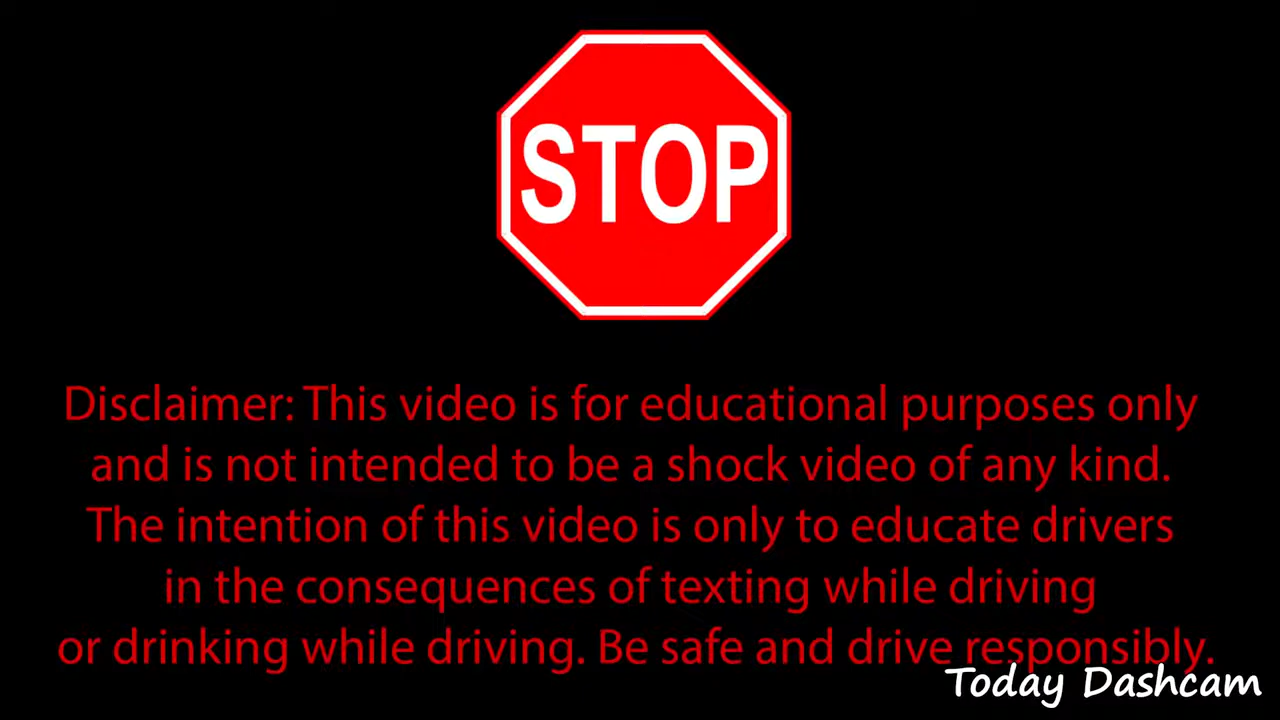 STOP
Disclaimer: This video is for educational purposes only
and is not intended to be a shock video of any kind.
The intention of this video is only to educate drivers
in the consequences of texting while driving
or drinking while driving. Be safe and drive responsibly.
Today Dashcam